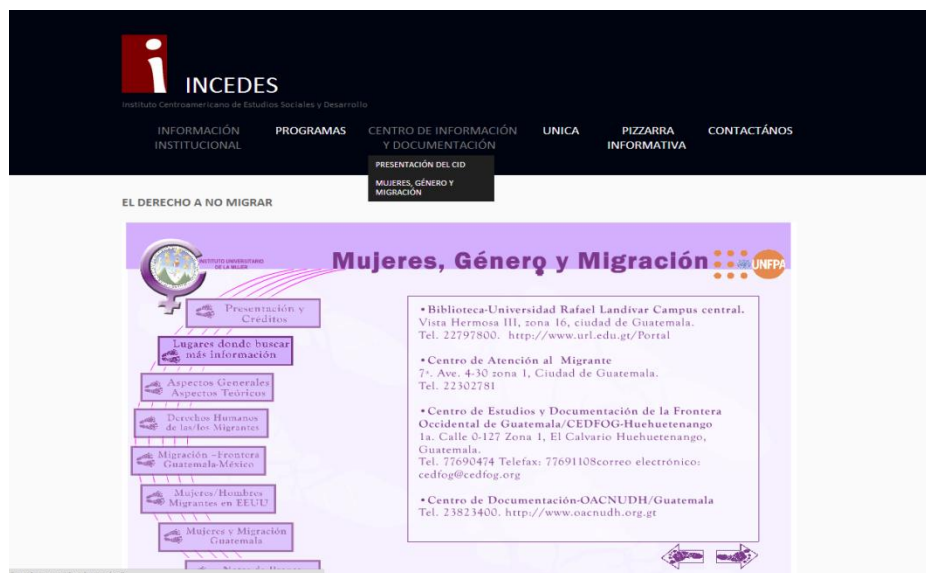 INCEDES
Instituto Centroamericano de Estudios Sociales y Desarrollo
INFORMACIÓN
INSTITUCIONAL
PROGRAMAS
CENTRO DE INFORMACIÓN
Y DOCUMENTACIÓN
UNICA
PIZZARRA
INFORMATIVA
CONTACTÁNOS
PRESENTACIÓN DEL CID
MUJERES, GÉNERO Y
MIGRACIÓN
EL DERECHO A NO MIGRAR
INSTITUTO UNIVERSITARIO
DE LA MUJER
Mujeres, Género y Migración
UNFPA
Presentación y
Créditos
Lugares donde buscar
más información
Aspectos Generales
Aspectos Teóricos
Derechos Humanos
de las/los Migrantes
Migración -Frontera
Guatemala-México
Mujeres/Hombres
Migrantes en EEUU
Mujeres y Migración
Guatemala
•Biblioteca-Universidad Rafael Landívar Campus central.
Vista Hermosa III, zona 16, ciudad de Guatemala.
Tel. 22797800. http://www.url.edu.gt/Portal
•Centro de Atención al Migrante
7ª. Ave. 4-30 zona 1, Ciudad de Guatemala.
Tel. 22302781
•Centro de Estudios y Documentación de la Frontera
Occidental de Guatemala/CEDFOG-Huehuetenango
1a. Calle 0-127 Zona 1, El Calvario Huehuetenango,
Guatemala.
Tel. 77690474 Telefax: 77691108correo electrónico:
cedfog@cedfog.org
•Centro de Documentación-OACNUDH/Guatemala
Tel. 23823400. http://www.oacnudh.org.gt